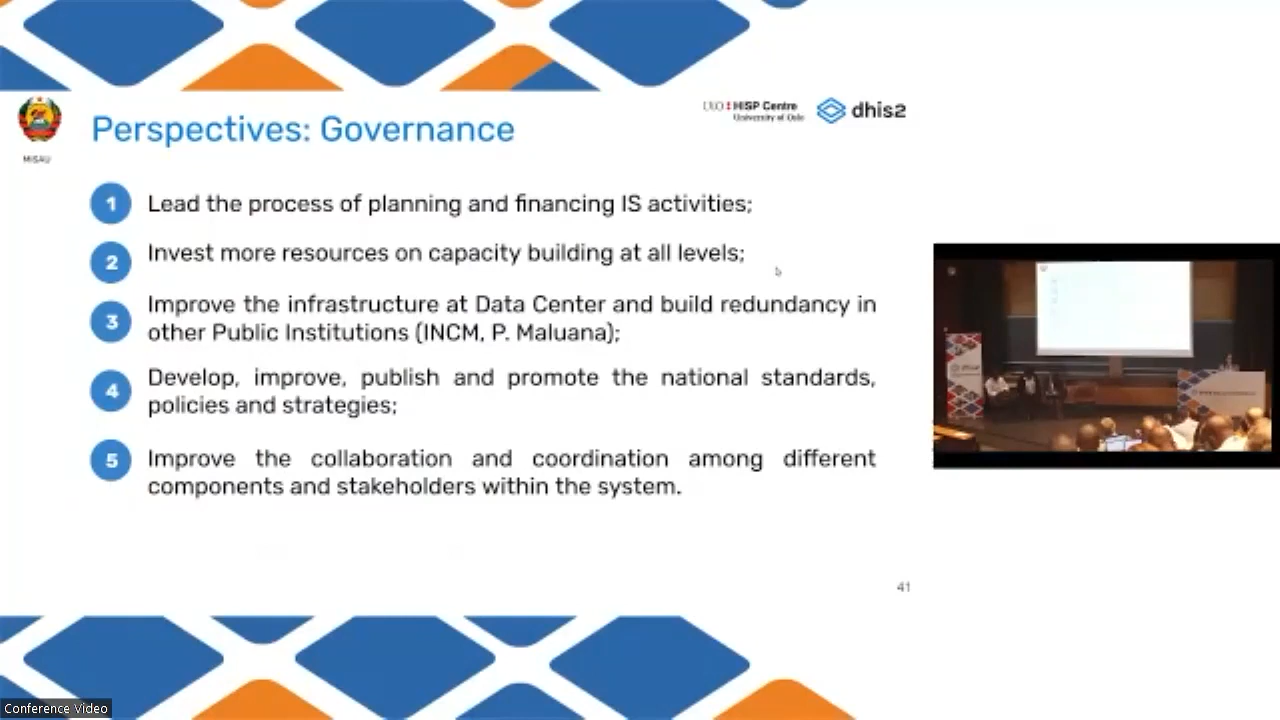 UiO HISP Centre
University of Oslo
dhis2
MISAU
Perspectives: Governance
1 Lead the process of planning and financing IS activities;
2 Invest more resources on capacity building at all levels;
3 Improve the infrastructure at Data Center and build redundancy in
other Public Institutions (INCM, P. Maluana);
4 Develop, improve, publish and promote the national standards,
policies and strategies;
5 Improve the collaboration and coordination among different
components and stakeholders within the system.
41
Conference Video